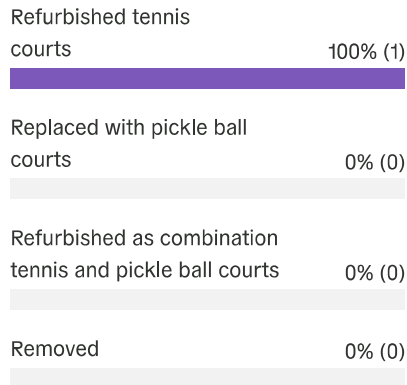 Refurbished tennis
courts 100% (1)
Replaced with pickle ball
courts 0% (0)
Refurbished as combination
tennis and pickle ball courts 0% (0)
Removed 0% (0)